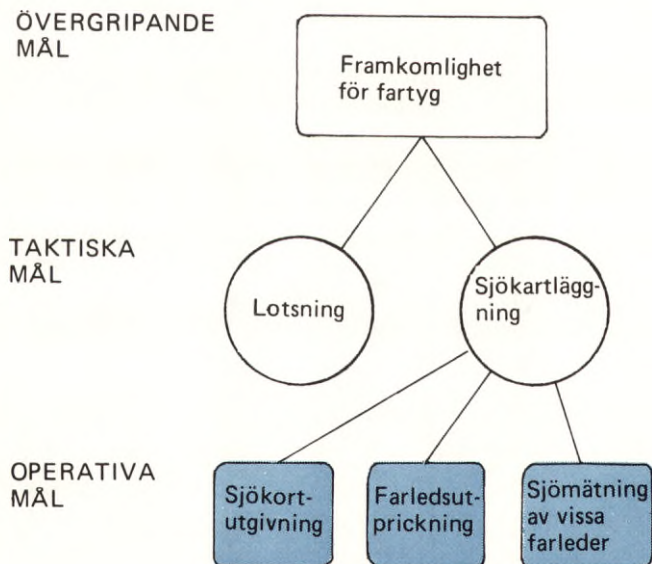 ÖVERGRIPANDE
MÅL
Framkomlighet
för fartyg
TAKTISKA
MÅL
Lotsning
Sjökartlägg-
ning
OPERATIVA
MÅL
Sjökort-
utgivning
Farledsut-
prickning
Sjömätning
av vissa
farleder